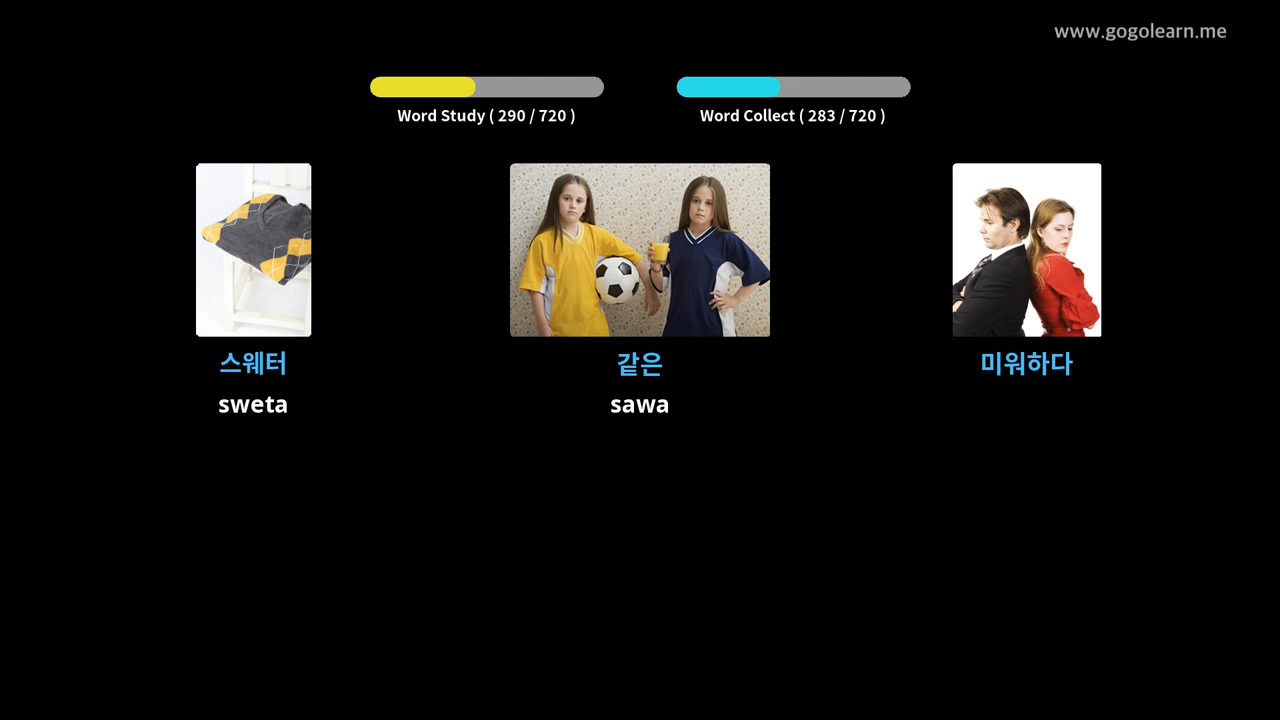 www.gogolearn.me
Word Study ( 290 / 720 )
Word Collect ( 283 / 720 )
스웨터
같은
미워하다
sweta
sawa